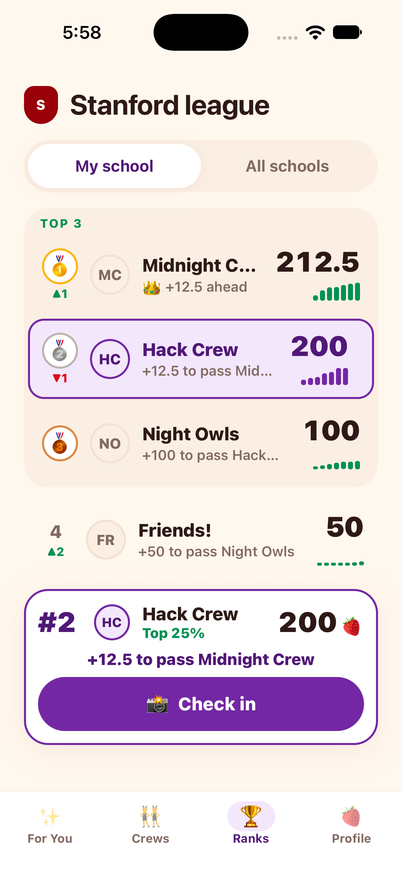 5:58
S
Stanford league
My school
All schools
TOP 3
1
MC
Midnight C...
212.5
▲1
👑 +12.5 ahead
2
HC
Hack Crew
200
▼1
+12.5 to pass Mid...
3
NO
Night Owls
100
+100 to pass Hack...
4
FR
Friends!
50
▲2
+50 to pass Night Owls
#2
HC
Hack Crew
200 🍓
Top 25%
+12.5 to pass Midnight Crew
📸 Check in
For You
Crews
Ranks
Profile